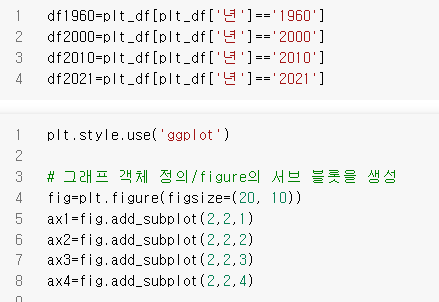 1 df1960=plt_df[plt_df['년']=='1960']
2 df2000=plt_df[plt_df['년']=='2000']
3 df2010=plt_df[plt_df['년']=='2010']
4 df2021=plt_df[plt_df['년']=='2021']
1 plt.style.use('ggplot')
2
3 # 그래프 객체 정의/figure의 서브 블롯을 생성
4 fig=plt.figure(figsize=(20, 10))
5 ax1=fig.add_subplot(2,2,1)
6 ax2=fig.add_subplot(2,2,2)
7 ax3=fig.add_subplot(2,2,3)
8 ax4=fig.add_subplot(2,2,4)